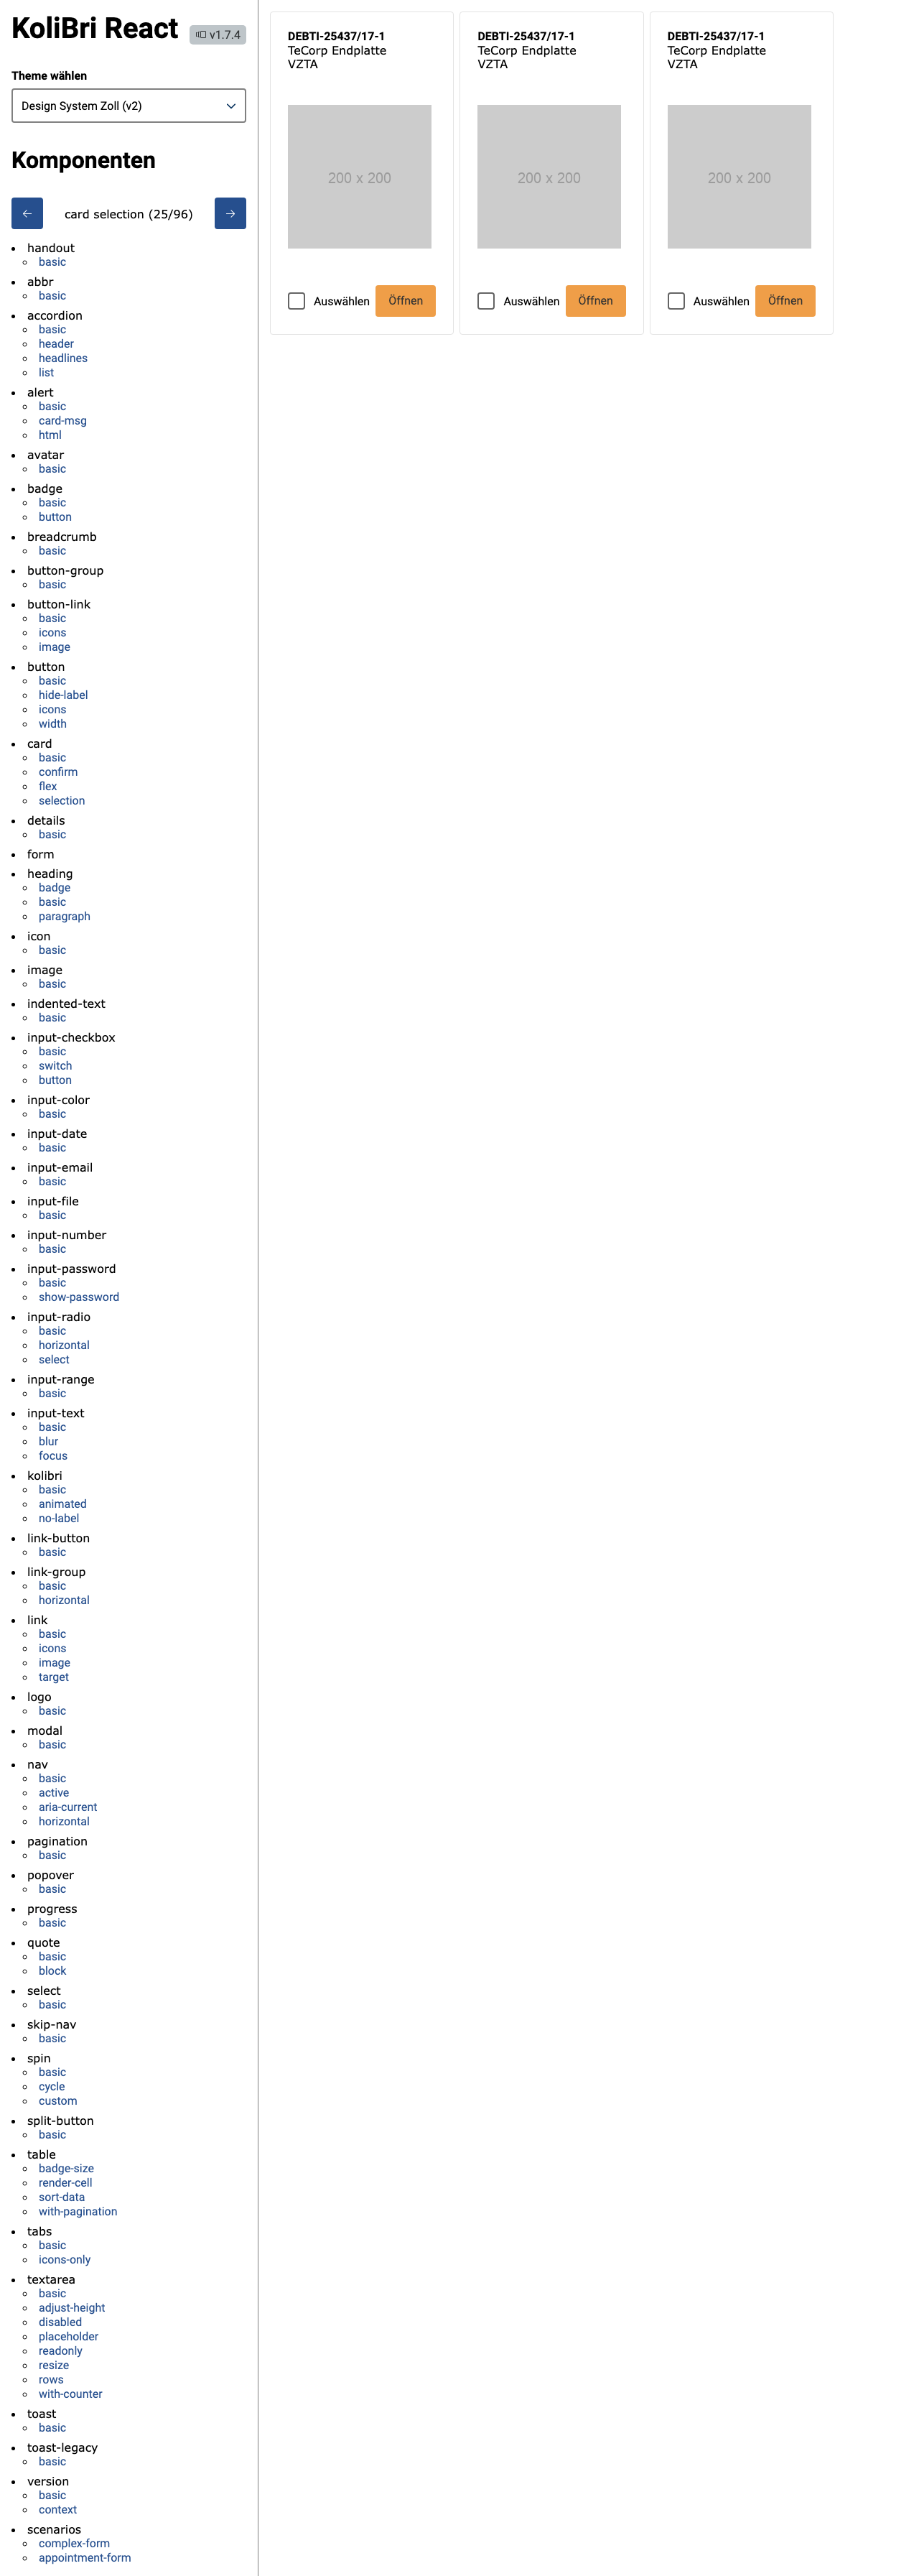 KoliBri React
v1.7.4
Theme wählen
Design System Zoll (v2)
Komponenten
card selection (25/96)
handout
basic
abbr
basic
accordion
basic
header
headlines
list
alert
basic
card-msg
html
avatar
basic
badge
basic
button
breadcrumb
basic
button-group
basic
button-link
basic
icons
image
button
basic
hide-label
icons
width
card
basic
confirm
flex
selection
details
basic
form
heading
badge
basic
paragraph
icon
basic
image
basic
indented-text
basic
input-checkbox
basic
switch
button
input-color
basic
input-date
basic
input-email
basic
input-file
basic
input-number
basic
input-password
basic
show-password
input-radio
basic
horizontal
select
input-range
basic
input-text
basic
blur
focus
kolibri
basic
animated
no-label
link-button
basic
link-group
basic
horizontal
link
basic
icons
image
target
logo
basic
modal
basic
nav
basic
active
aria-current
horizontal
pagination
basic
popover
basic
progress
basic
quote
basic
block
select
basic
skip-nav
basic
spin
basic
cycle
custom
split-button
basic
table
badge-size
render-cell
sort-data
with-pagination
tabs
basic
icons-only
textarea
basic
adjust-height
disabled
placeholder
readonly
resize
rows
with-counter
toast
basic
toast-legacy
basic
version
basic
context
scenarios
complex-form
appointment-form
DEBTI-25437/17-1
TeCorp Endplatte
VZTA
200 x 200
Auswählen
Öffnen
DEBTI-25437/17-1
TeCorp Endplatte
VZTA
200 x 200
Auswählen
Öffnen
DEBTI-25437/17-1
TeCorp Endplatte
VZTA
200 x 200
Auswählen
Öffnen